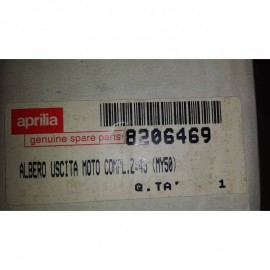 aprilia
genuine spare parts
8206469
ALBERO USCITA MOTO COMPL.Z=43 (MY50)
Q.TA' 1